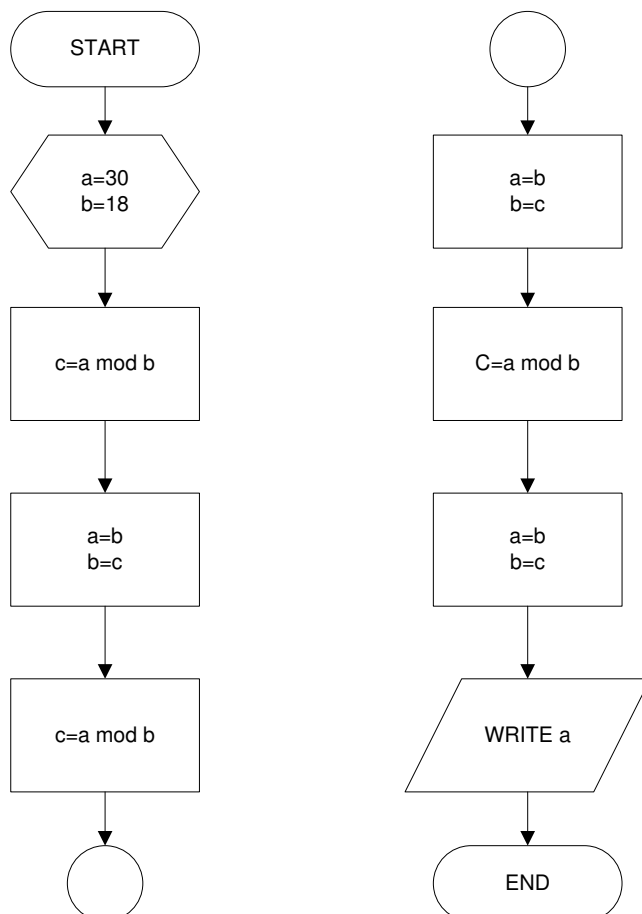 START
a=30
b=18
c=a mod b
a=b
b=c
c=a mod b
a=b
b=c
C=a mod b
a=b
b=c
WRITE a
END